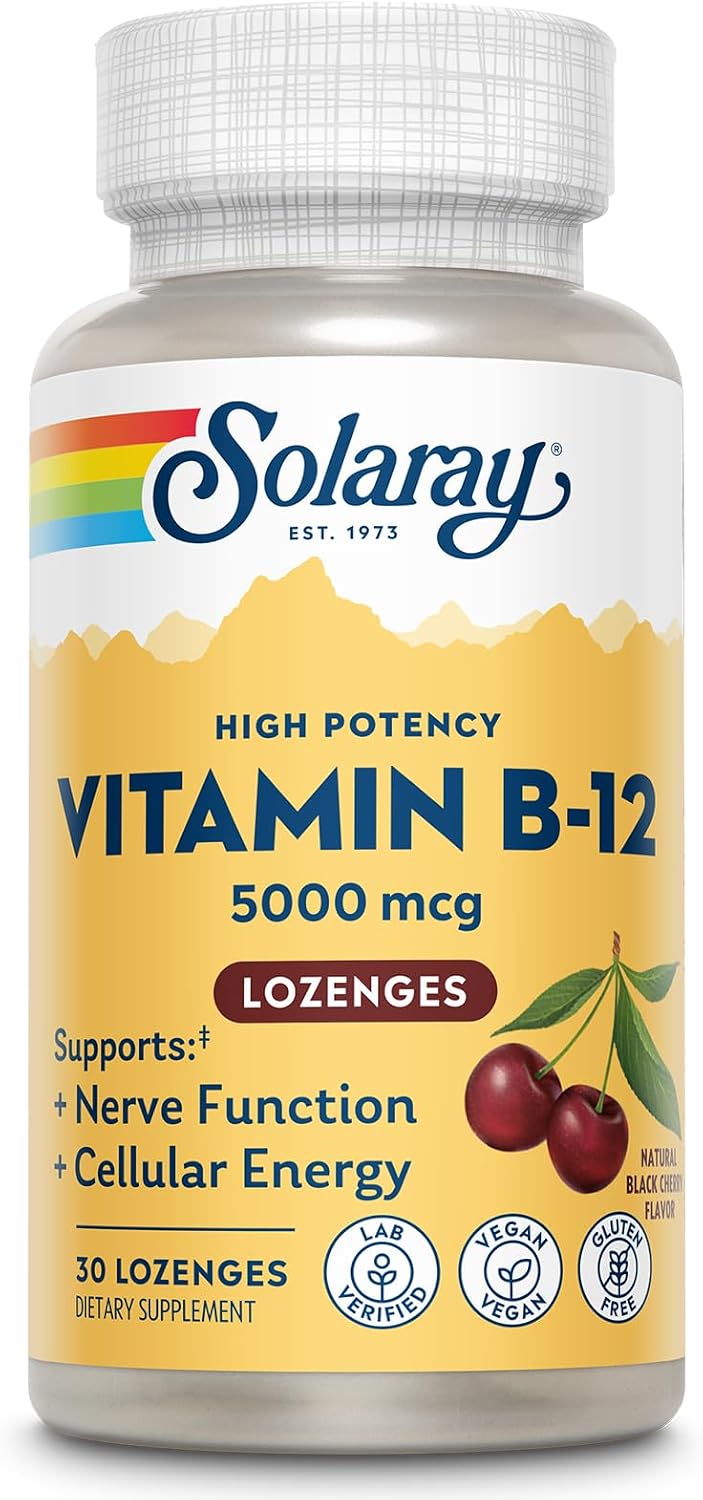 Solaray®
EST. 1973
HIGH POTENCY
VITAMIN B-12
5000 mcg
LOZENGES
Supports:‡
+ Nerve Function
+ Cellular Energy
NATURAL
BLACK CHERRY
FLAVOR
30 LOZENGES
DIETARY SUPPLEMENT
LAB
VERIFIED
VEGAN
VEGAN
GLUTEN
FREE